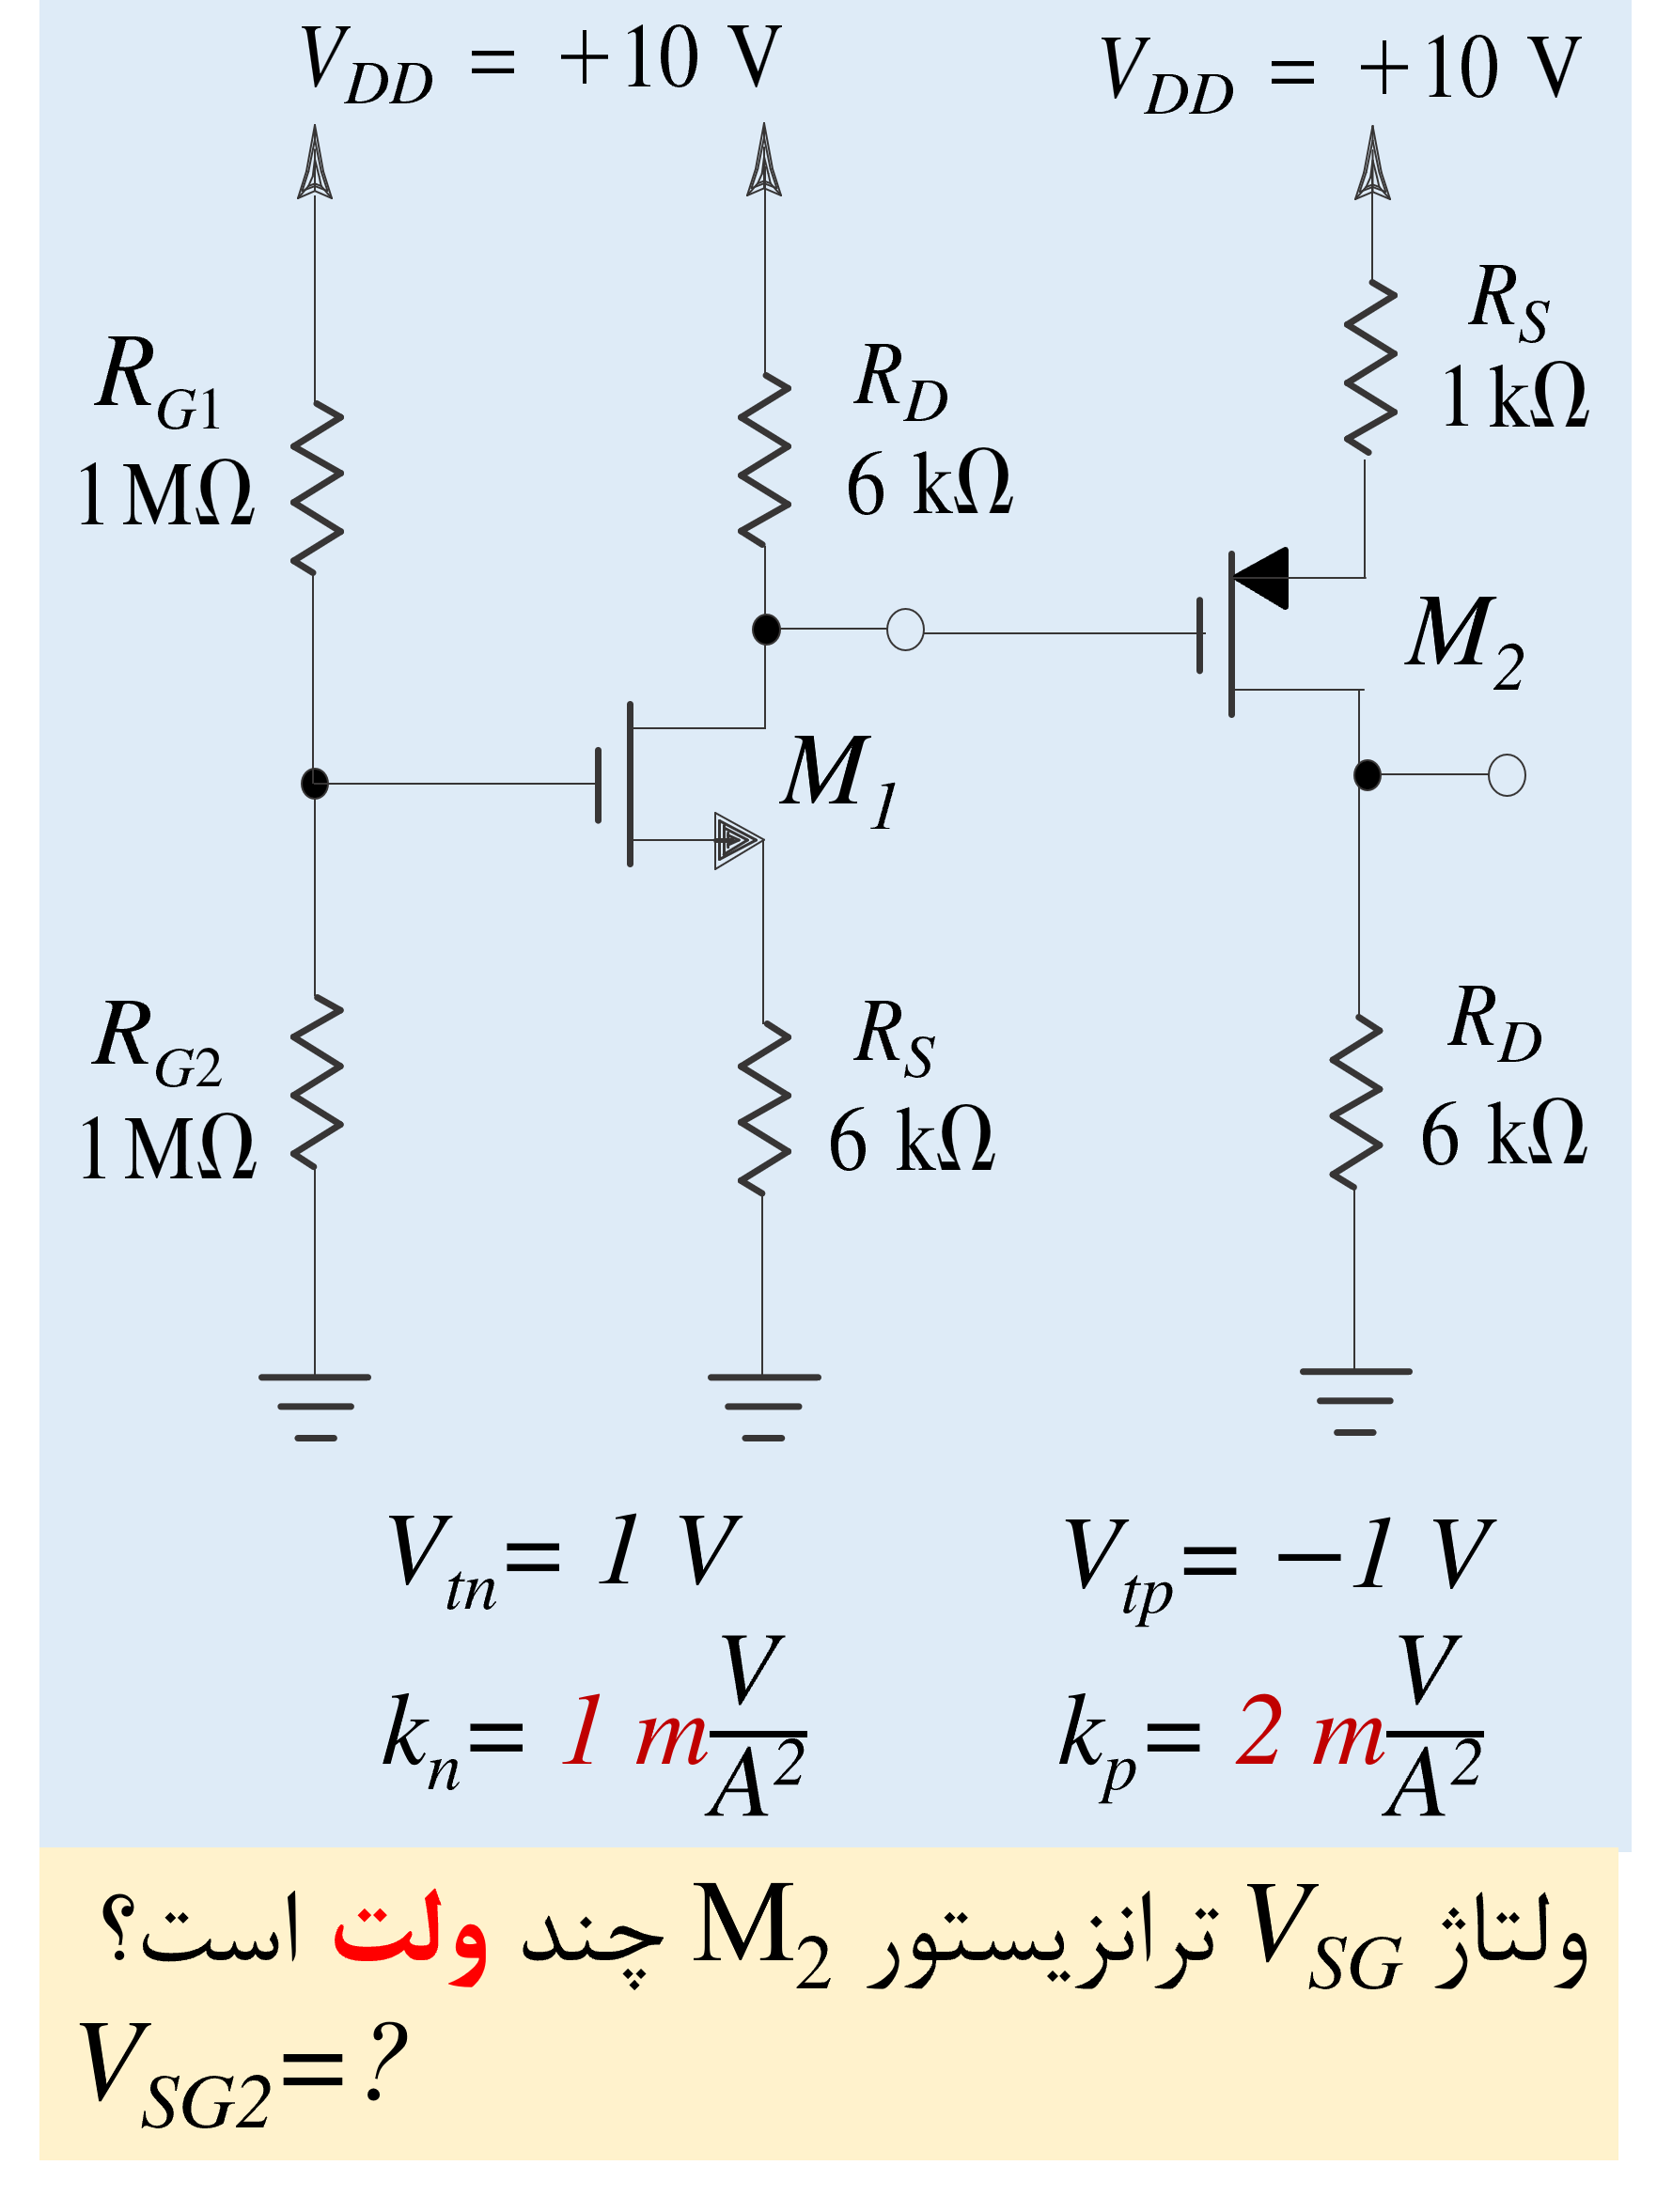 V_DD = +10 V
V_DD = +10 V
R_G1
1 MΩ
R_D
6 kΩ
R_S
1 kΩ
M_2
M_1
R_G2
1 MΩ
R_S
6 kΩ
R_D
6 kΩ
V_tn= 1 V
V_tp= −1 V
k_n= 1 m V/A²
k_p= 2 m V/A²
ولتاژ V_SG ترانزیستور M₂ چند ولت است؟
V_SG2=?